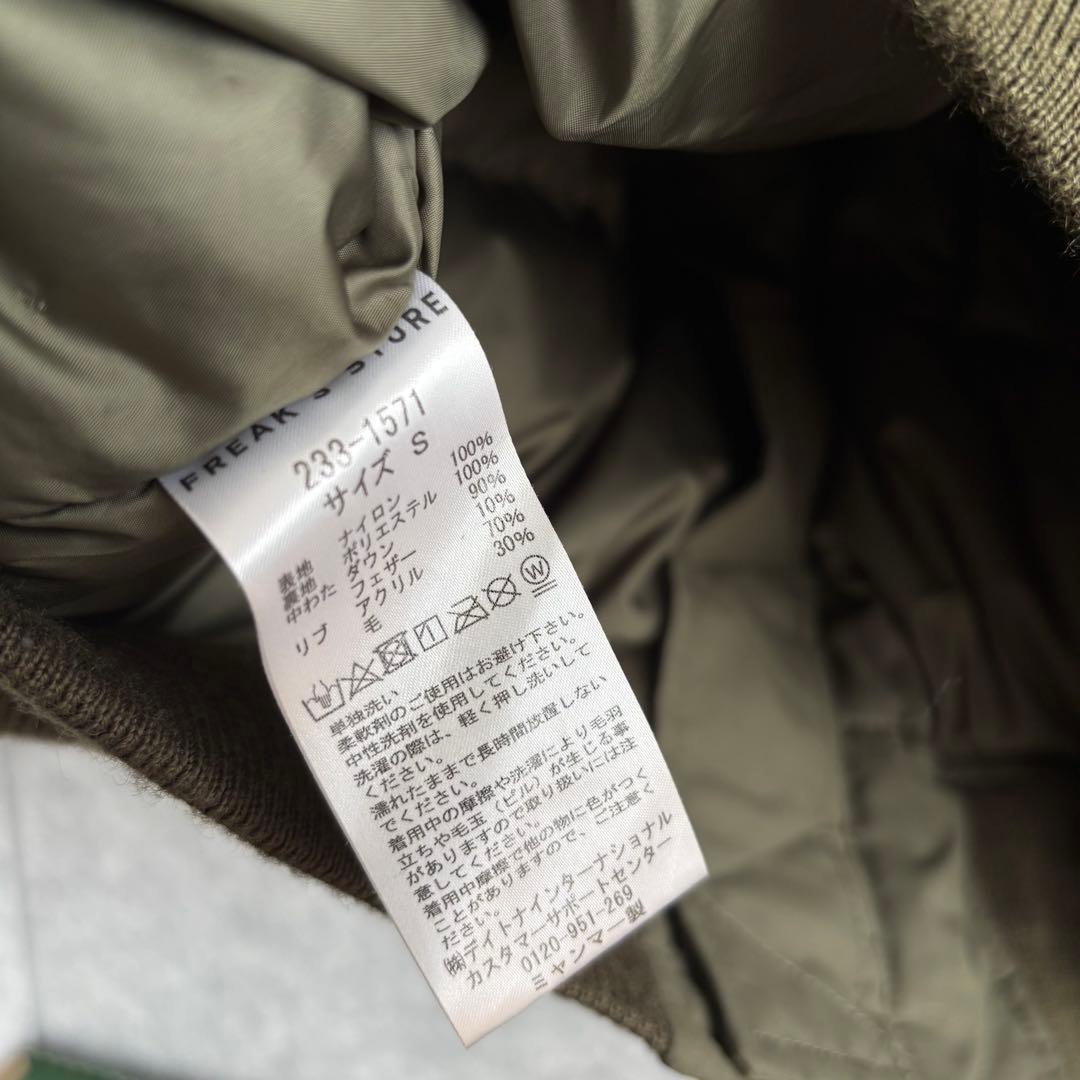 FREAK'S STORE
233-1571
サイズ S
表地 ナイロン 100%
裏地 ポリエステル 100%
中わた ダウン 90%
フェザー 10%
リブ アクリル 70%
毛 30%
W
単独洗い
柔軟剤のご使用はお避け下さい。
中性洗剤を使用してください。
洗濯の際は、軽く押し洗いして
ください。
濡れたままで長時間放置しない
でください。
着用中の摩擦や洗濯により毛羽
立ちや毛玉(ピル)が生じる事
がありますので取り扱いには注
意してください。
着用中摩擦で他の物に色がつく
ことがありますので、ご注意く
ださい。
㈱デイトナインターナショナル
カスタマーサポートセンター
0120-951-269
ミャンマー製